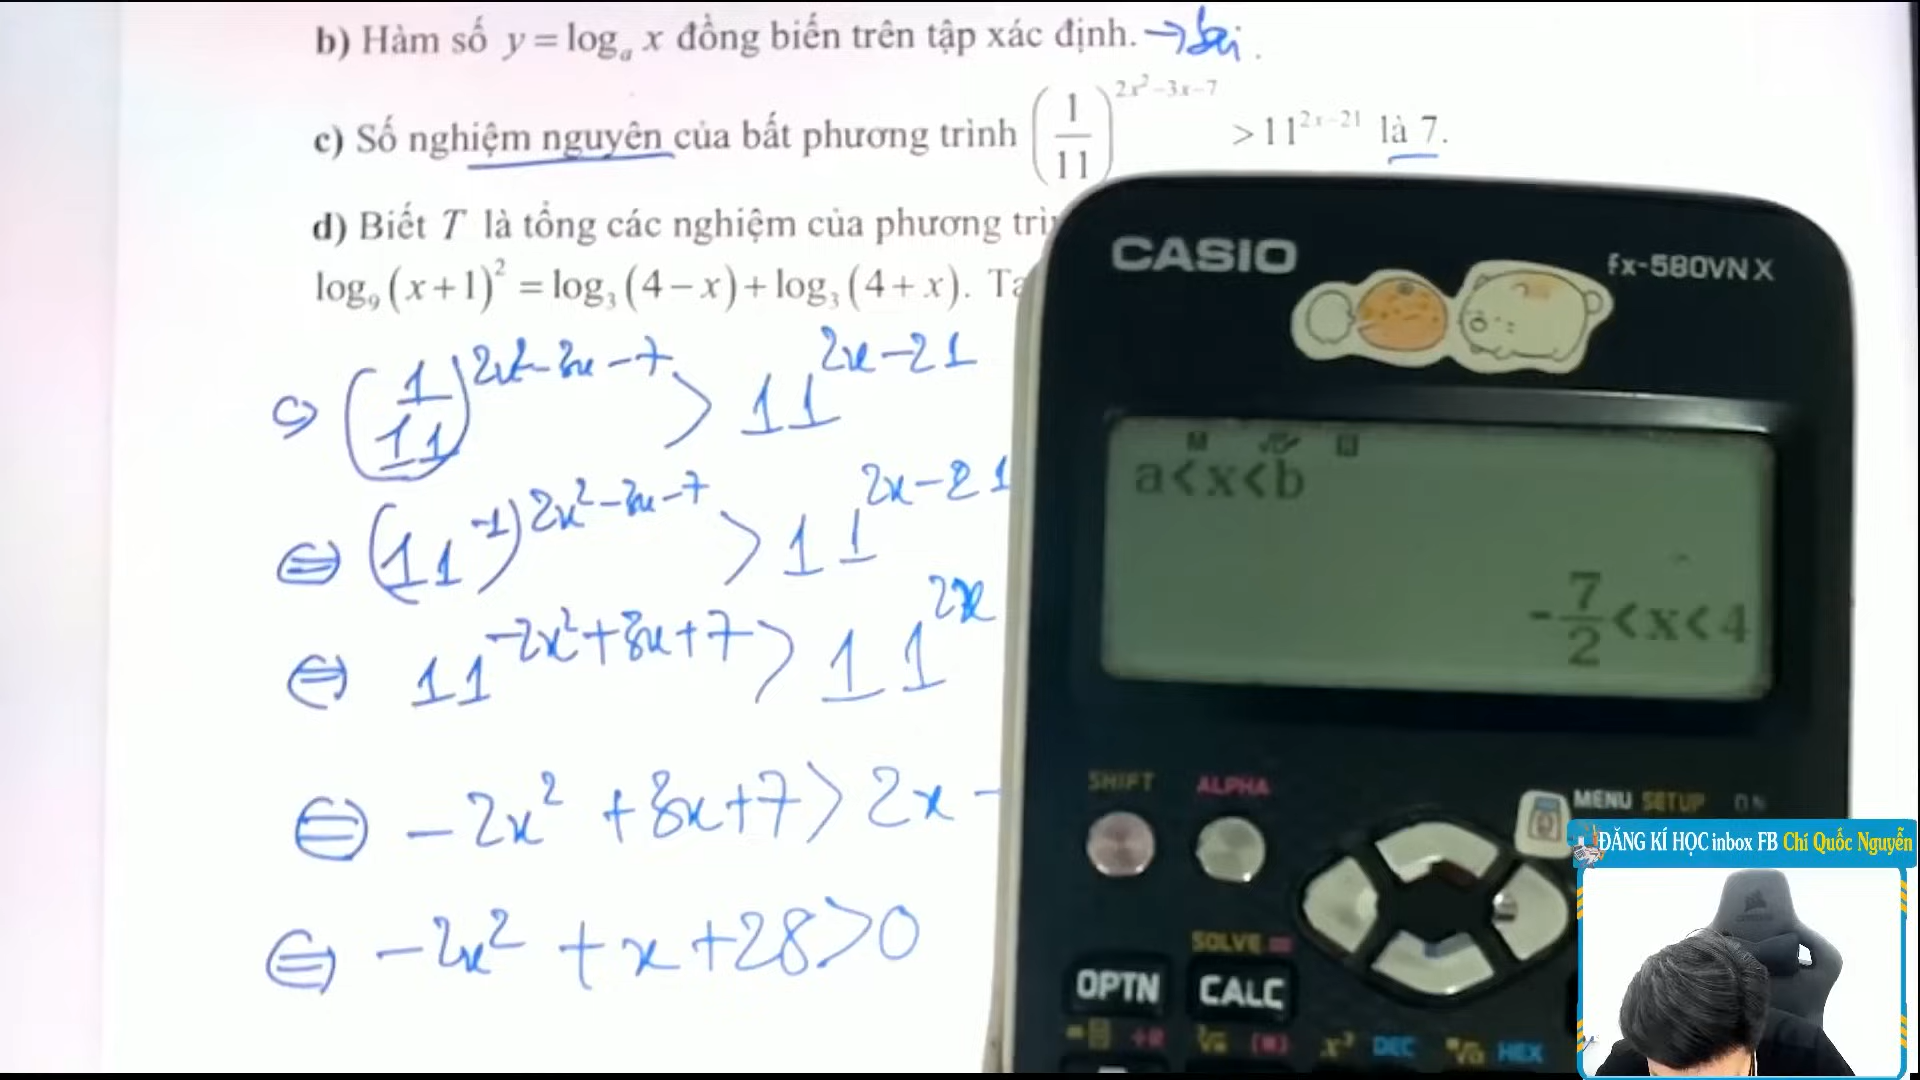 b) Hàm số y = logₐ x đồng biến trên tập xác định. → Sai.
c) Số nghiệm nguyên của bất phương trình (1/11)^(2x²−3x−7) > 11^(2x−21) là 7.
d) Biết T là tổng các nghiệm của phương
log₉(x+1)² = log₃(4−x)+log₃(4+x).
c) (1/11)^(2x²−3x−7) > 11^(2x−21)
⇔ (11⁻¹)^(2x²−3x−7) > 11^(2x−21)
⇔ 11^(−2x²+3x+7) > 11^(2x
⇔ −2x² + 3x + 7 > 2x −
⇔ −2x² + x + 28 > 0
CASIO
fx-580VN X
a<x<b
−7/2<x<4
SHIFT ALPHA
MENU SETUP ON
SOLVE =
OPTN CALC
x³ DEC HEX
ĐĂNG KÍ HỌC inbox FB Chí Quốc Nguyễn